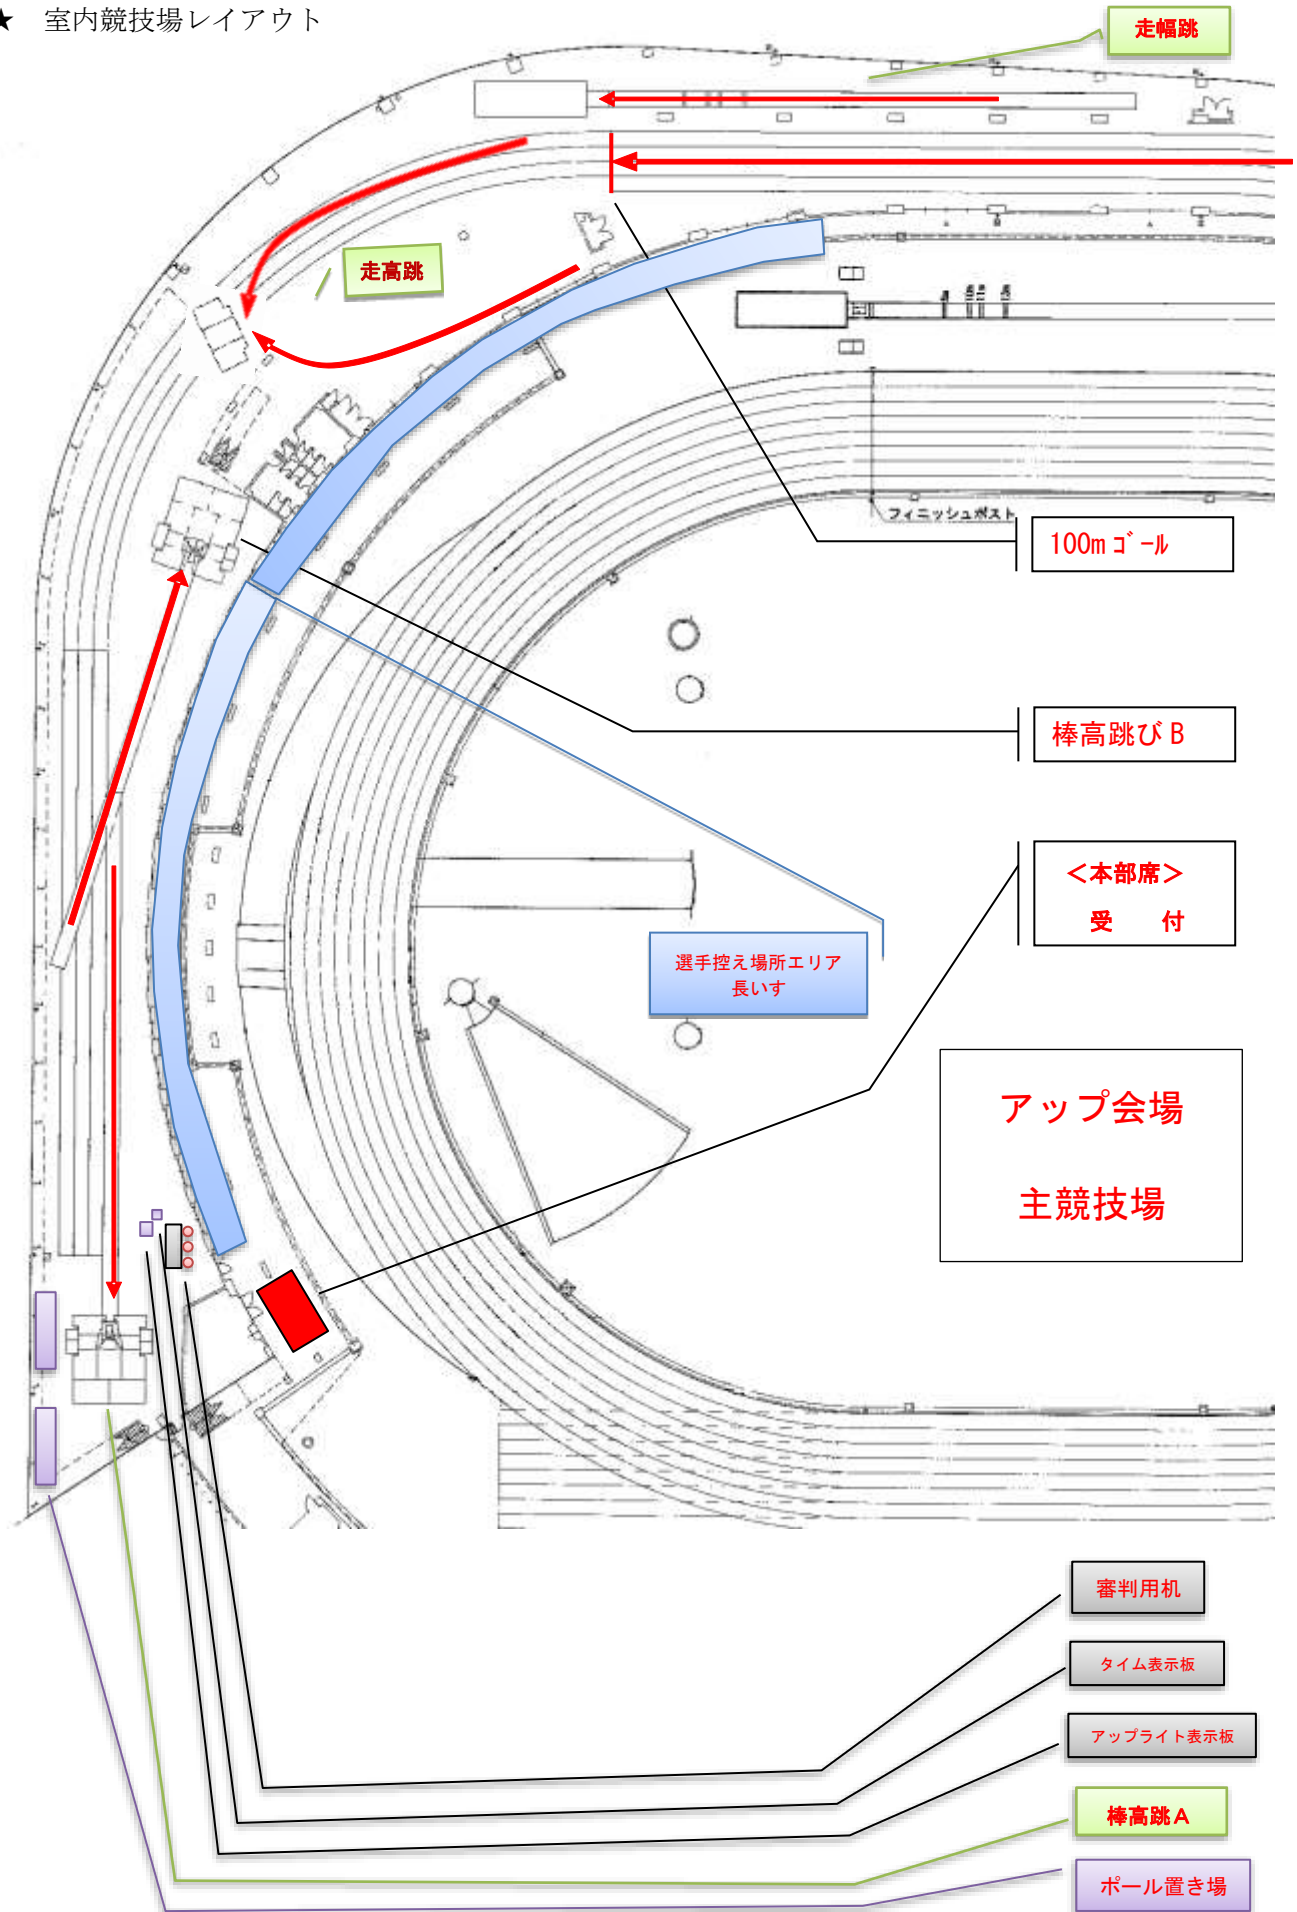 ★ 室内競技場レイアウト
走幅跳
走高跳
フィニッシュポスト
100mゴール
棒高跳びB
＜本部席＞
受 付
選手控え場所エリア
長いす
アップ会場
主競技場
審判用机
タイム表示板
アップライト表示板
棒高跳A
ポール置き場